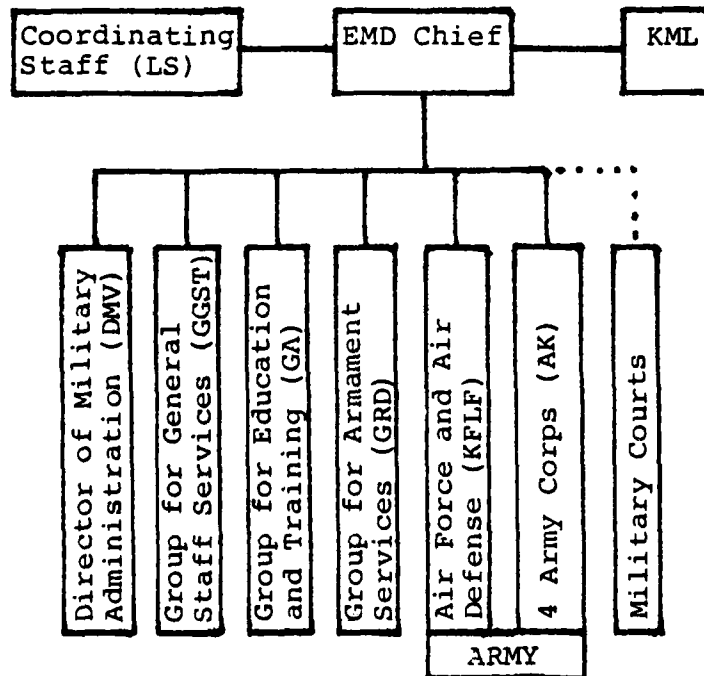 Coordinating
Staff (LS)
EMD Chief
KML
Director of Military
Administration (DMV)
Group for General
Staff Services (GGST)
Group for Education
and Training (GA)
Group for Armament
Services (GRD)
Air Force and Air
Defense (KFLF)
4 Army Corps (AK)
Military Courts
ARMY